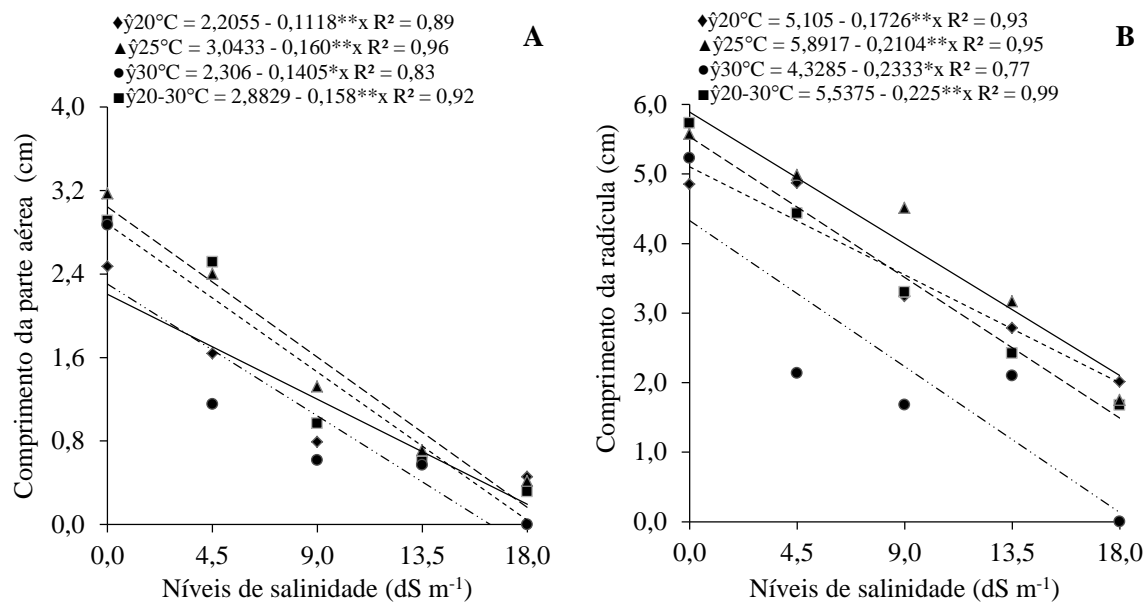 ♦ŷ20°C = 2,2055 - 0,1118**x R² = 0,89
▲ŷ25°C = 3,0433 - 0,160**x R² = 0,96
●ŷ30°C = 2,306 - 0,1405*x R² = 0,83
■ŷ20-30°C = 2,8829 - 0,158**x R² = 0,92
A
4,0
3,2
2,4
1,6
0,8
0,0
Comprimento da parte aérea (cm)
0,0 4,5 9,0 13,5 18,0
Níveis de salinidade (dS m⁻¹)
♦ŷ20°C = 5,105 - 0,1726**x R² = 0,93
▲ŷ25°C = 5,8917 - 0,2104**x R² = 0,95
●ŷ30°C = 4,3285 - 0,2333*x R² = 0,77
■ŷ20-30°C = 5,5375 - 0,225**x R² = 0,99
B
6,0
5,0
4,0
3,0
2,0
1,0
0,0
Comprimento da radícula (cm)
0,0 4,5 9,0 13,5 18,0
Níveis de salinidade (dS m⁻¹)